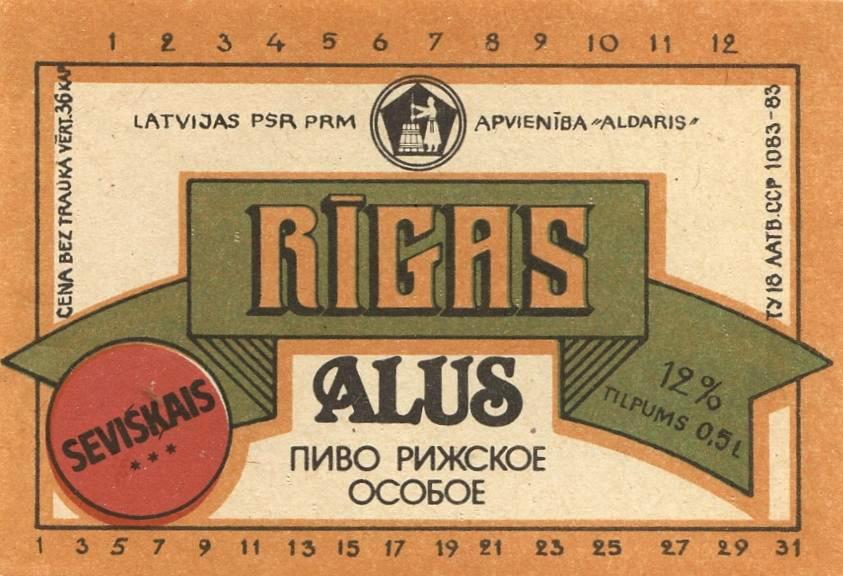 1 2 3 4 5 6 7 8 9 10 11 12
CENA BEZ TRAUKA VĒRT. 36 KAP
LATVIJAS PSR PRM
APVIENĪBA "ALDARIS"
ТУ 18 ЛАТВ.ССР 1083-83
RĪGAS
ALUS
SEVIŠKAIS
***
12%
TILPUMS 0,5 L
ПИВО РИЖСКОЕ
ОСОБОЕ
1 3 5 7 9 11 13 15 17 19 21 23 25 27 29 31